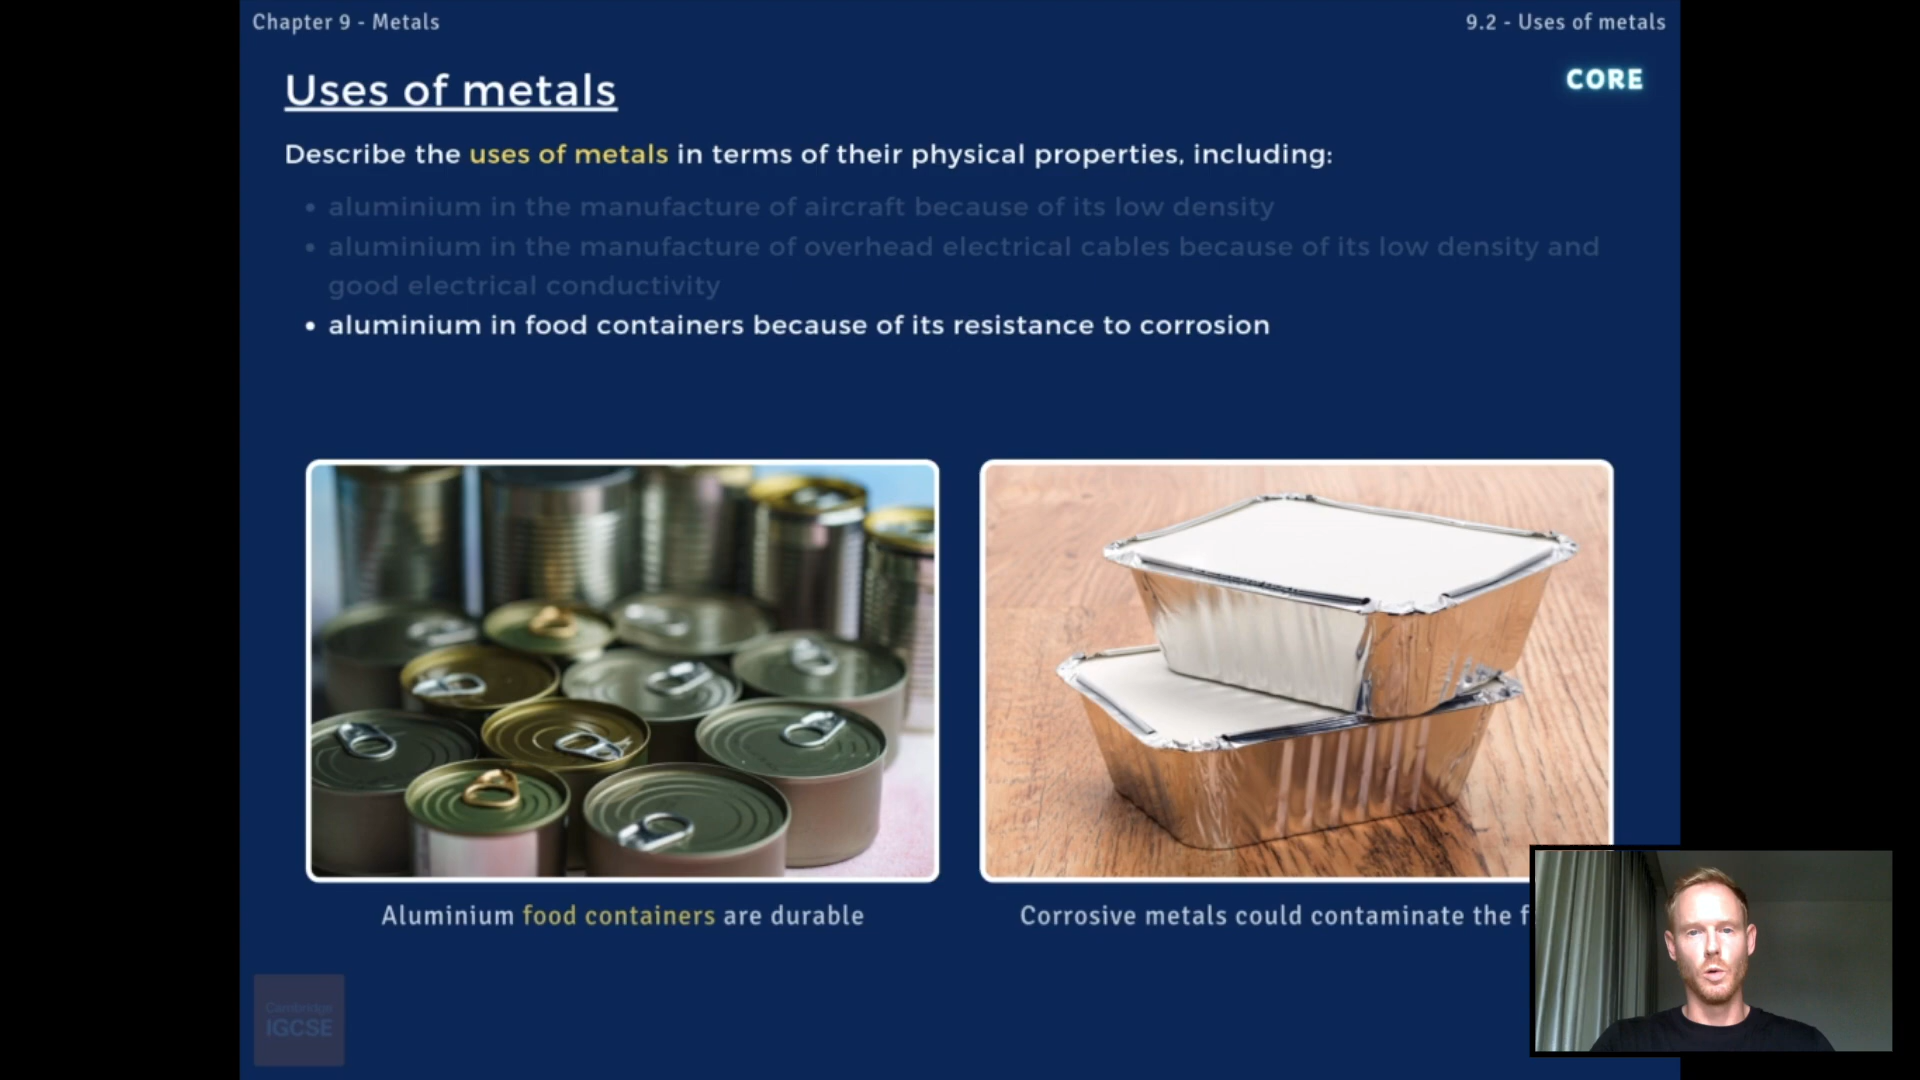 Chapter 9 - Metals
9.2 - Uses of metals
Uses of metals
CORE
Describe the uses of metals in terms of their physical properties, including:
• aluminium in the manufacture of aircraft because of its low density
• aluminium in the manufacture of overhead electrical cables because of its low density and
good electrical conductivity
• aluminium in food containers because of its resistance to corrosion
Aluminium food containers are durable
Corrosive metals could contaminate the
Cambridge
IGCSE